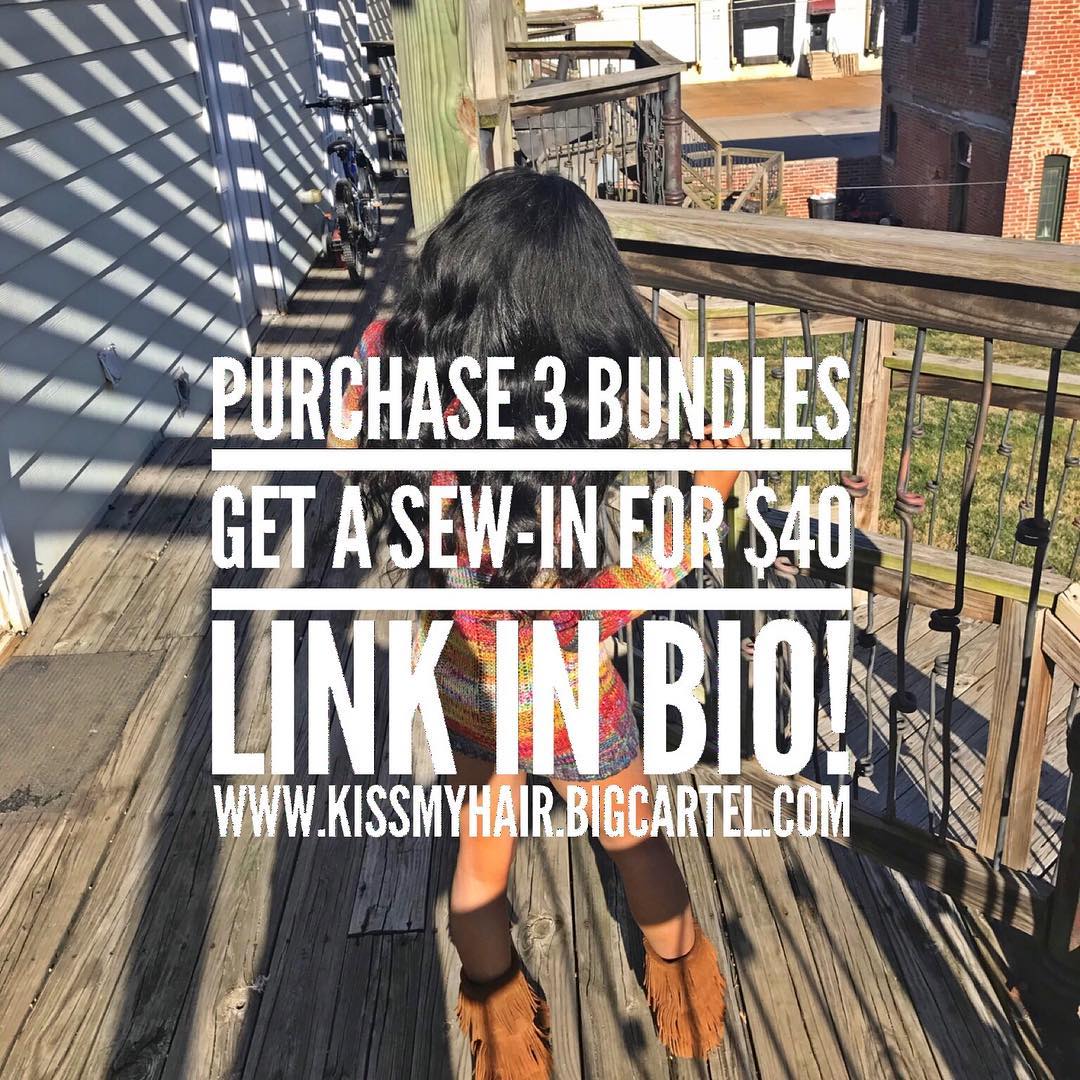 PURCHASE 3 BUNDLES
GET A SEW-IN FOR $40
LINK IN BIO!
WWW.KISSMYHAIR.BIGCARTEL.COM